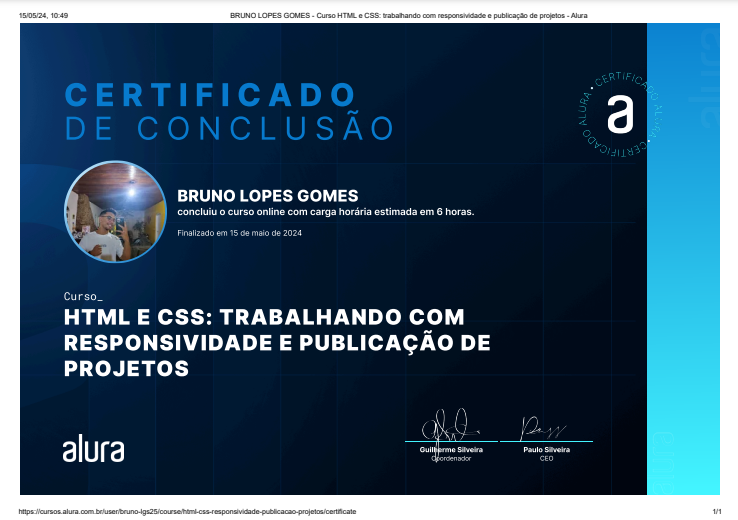 15/05/24, 10:49
BRUNO LOPES GOMES - Curso HTML e CSS: trabalhando com responsividade e publicação de projetos - Alura
CERTIFICADO
DE CONCLUSÃO
CERTIFICADO ALURA • CERTIFICADO ALURA •
a
alura
BRUNO LOPES GOMES
concluiu o curso online com carga horária estimada em 6 horas.
Finalizado em 15 de maio de 2024
Curso_
HTML E CSS: TRABALHANDO COM
RESPONSIVIDADE E PUBLICAÇÃO DE
PROJETOS
alura
Guilherme Silveira
Coordenador
Paulo Silveira
CEO
https://cursos.alura.com.br/user/bruno-lgs25/course/html-css-responsividade-publicacao-projetos/certificate
1/1